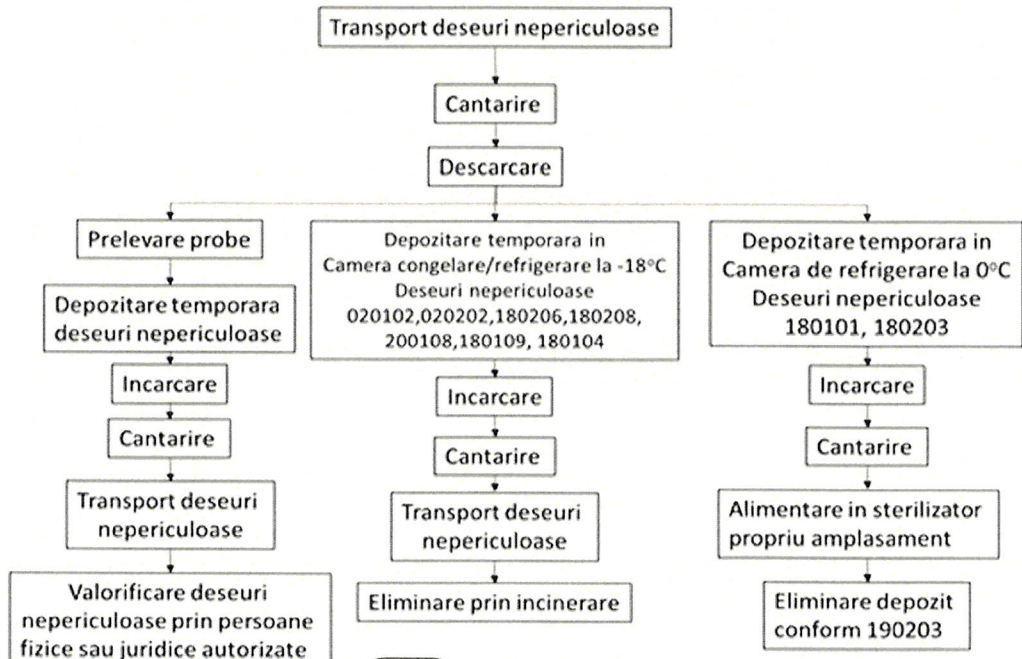 Transport deseuri nepericuloase
Cantarire
Descarcare
Prelevare probe
Depozitare temporara
deseuri nepericuloase
Incarcare
Cantarire
Transport deseuri
nepericuloase
Valorificare deseuri
nepericuloase prin persoane
fizice sau juridice autorizate
Depozitare temporara in
Camera congelare/refrigerare la -18°C
Deseuri nepericuloase
020102,020202,180206,180208,
200108,180109, 180104
Incarcare
Cantarire
Transport deseuri
nepericuloase
Eliminare prin incinerare
Depozitare temporara in
Camera de refrigerare la 0°C
Deseuri nepericuloase
180101, 180203
Incarcare
Cantarire
Alimentare in sterilizator
propriu amplasament
Eliminare depozit
conform 190203